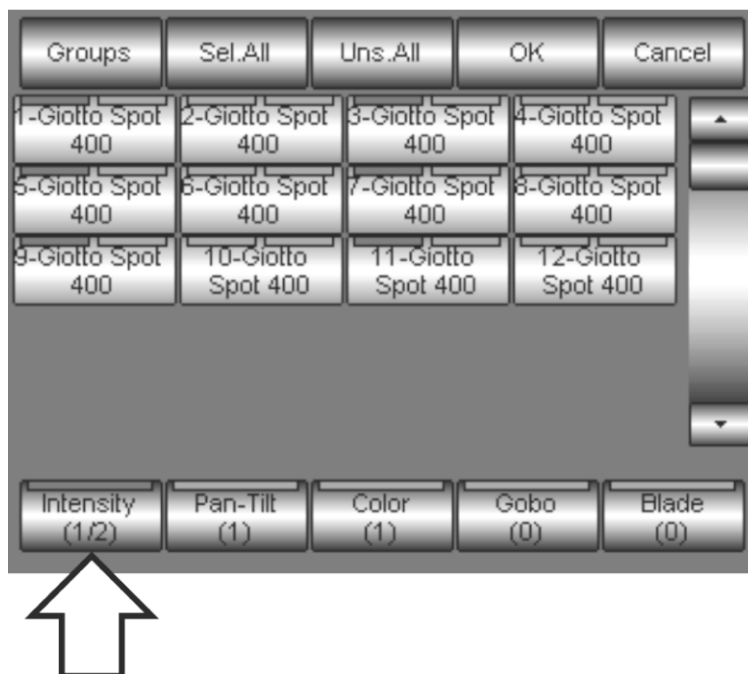 Groups Sel.All Uns.All OK Cancel
1-Giotto Spot 2-Giotto Spot 3-Giotto Spot 4-Giotto Spot
400 400 400 400
5-Giotto Spot 6-Giotto Spot 7-Giotto Spot 8-Giotto Spot
400 400 400 400
9-Giotto Spot 10-Giotto 11-Giotto 12-Giotto
400 Spot 400 Spot 400 Spot 400
Intensity Pan-Tilt Color Gobo Blade
(1/2) (1) (1) (0) (0)